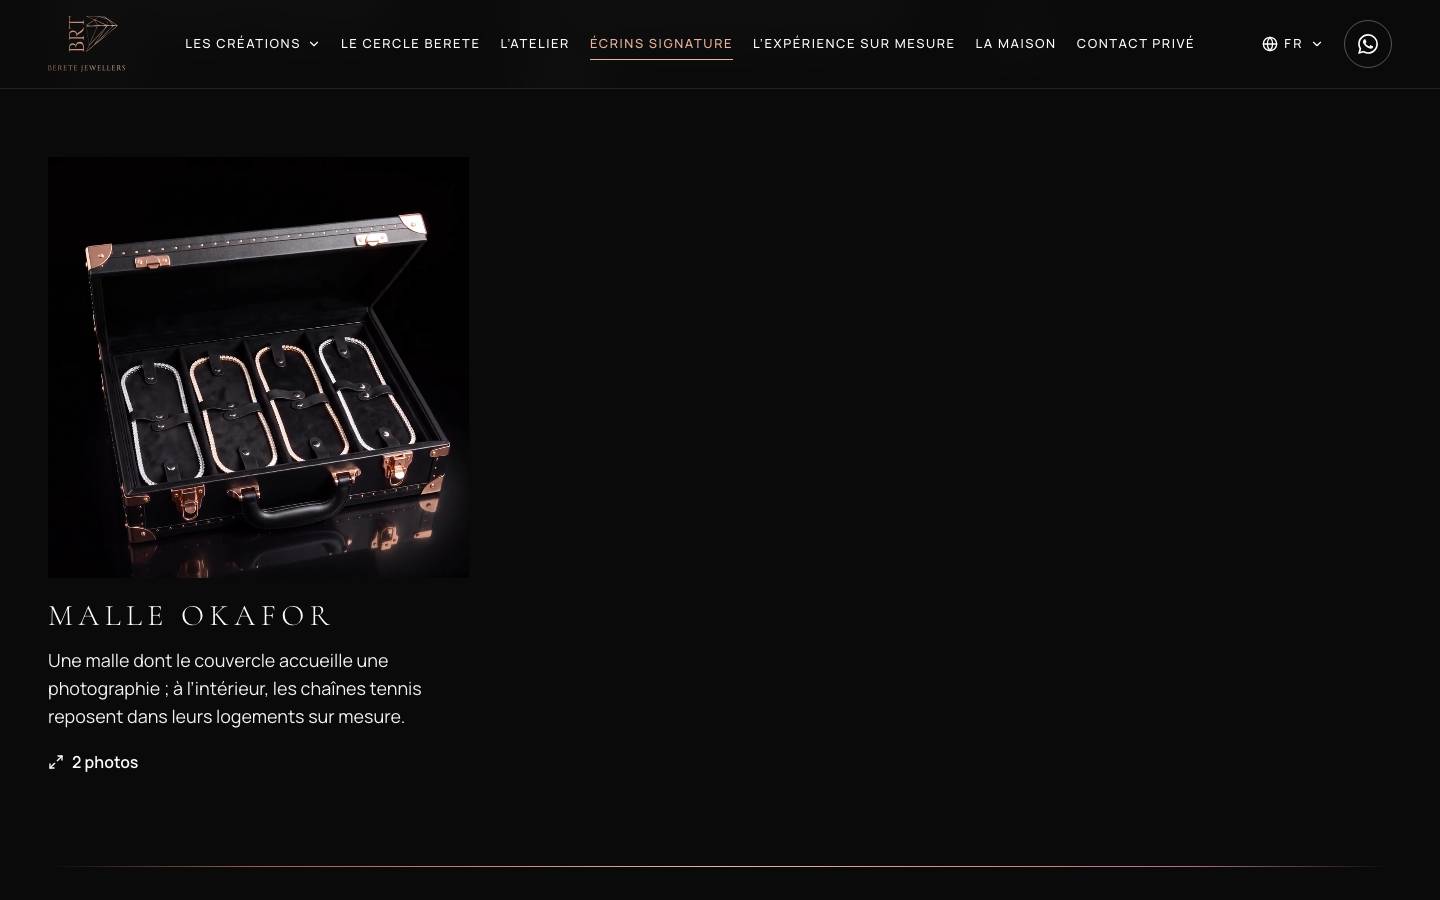 BRT
BERETE JEWELLERS
LES CRÉATIONS
LE CERCLE BERETE
L'ATELIER
ÉCRINS SIGNATURE
L'EXPÉRIENCE SUR MESURE
LA MAISON
CONTACT PRIVÉ
FR
MALLE OKAFOR
Une malle dont le couvercle accueille une
photographie ; à l'intérieur, les chaînes tennis
reposent dans leurs logements sur mesure.
2 photos